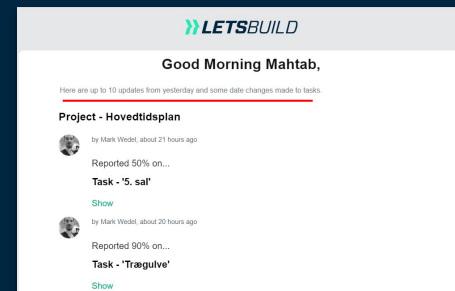 LETSBUILD
Good Morning Mahtab,
Here are up to 10 updates from yesterday and some date changes made to tasks.
Project - Hovedtidsplan
by Mark Wedel, about 21 hours ago
Reported 50% on...
Task - '5. sal'
Show
by Mark Wedel, about 20 hours ago
Reported 90% on...
Task - 'Trægulve'
Show